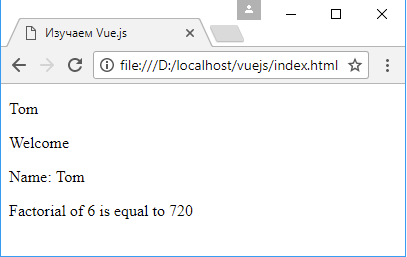 Изучаем Vue.js
file:///D:/localhost/vuejs/index.html
Tom
Welcome
Name: Tom
Factorial of 6 is equal to 720